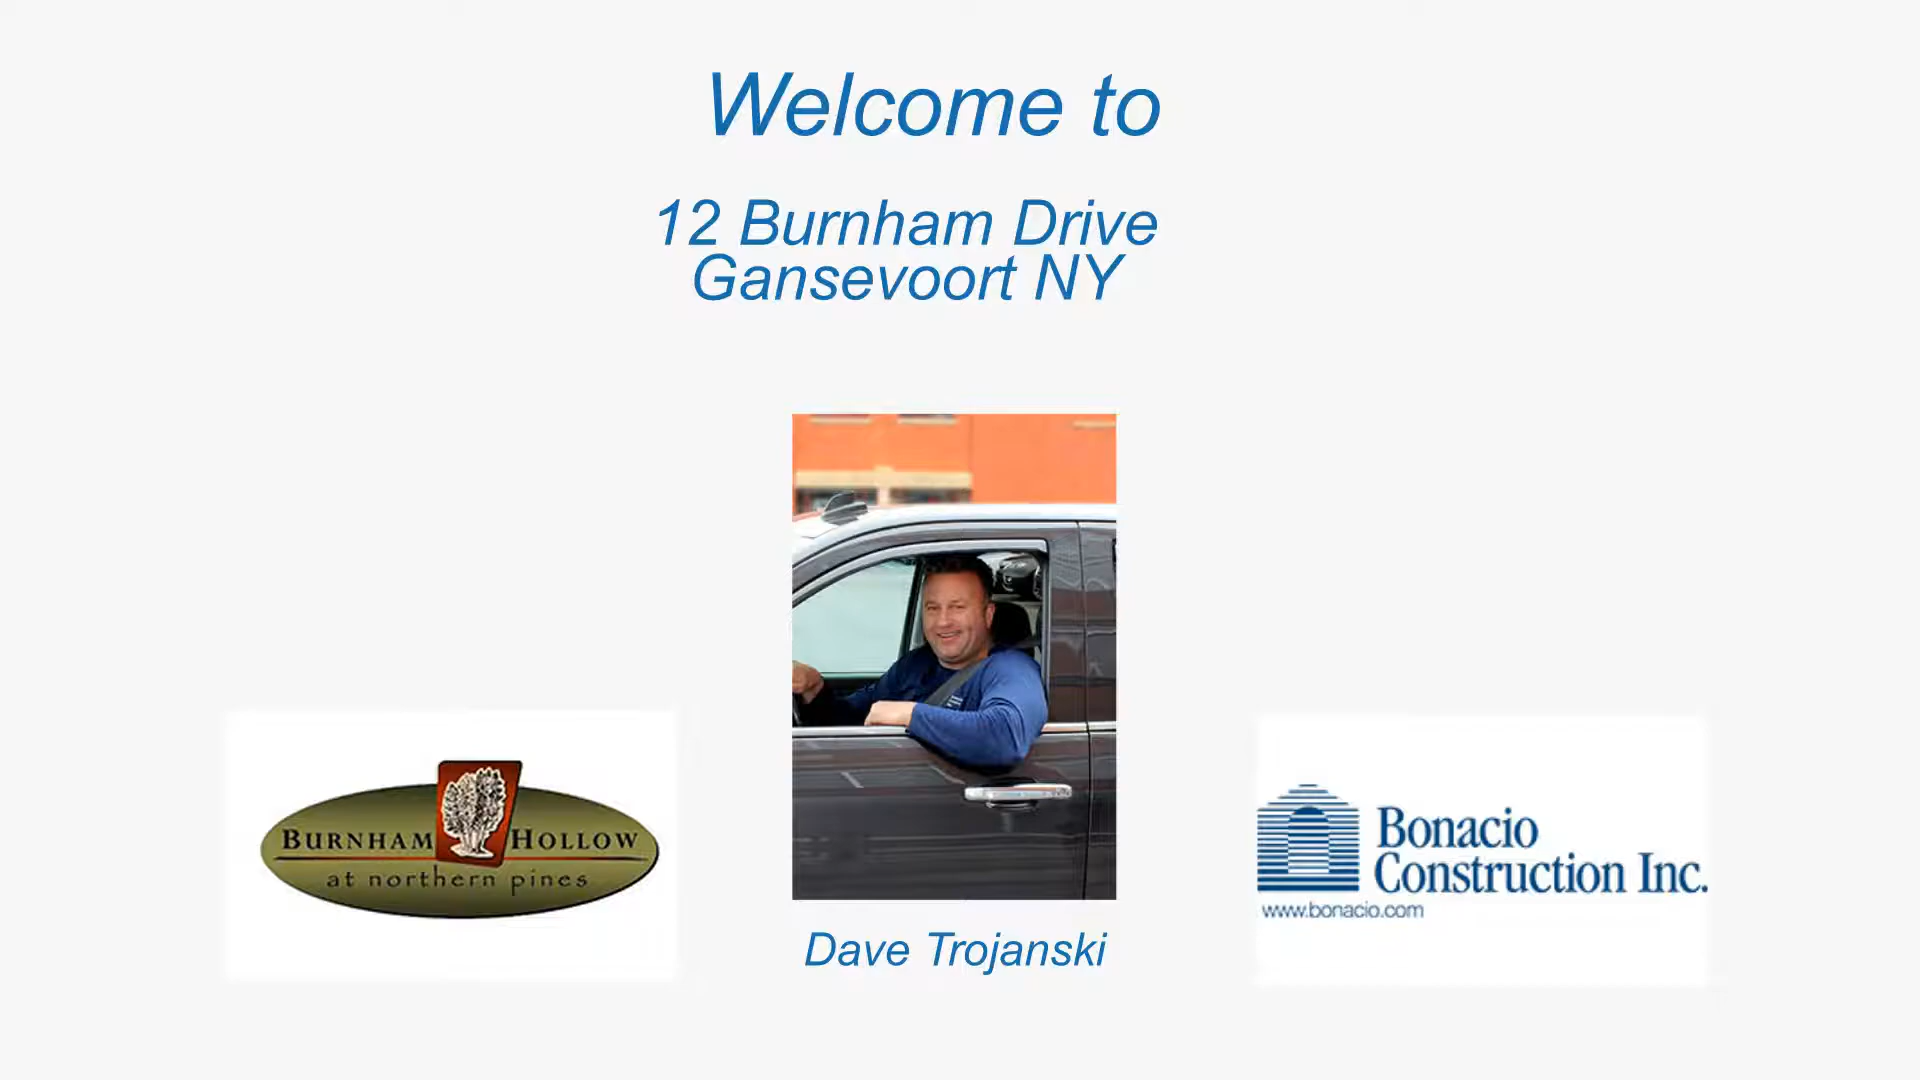 Welcome to
12 Burnham Drive
Gansevoort NY
BURNHAM HOLLOW
at northern pines
Bonacio
Construction Inc.
www.bonacio.com
Dave Trojanski